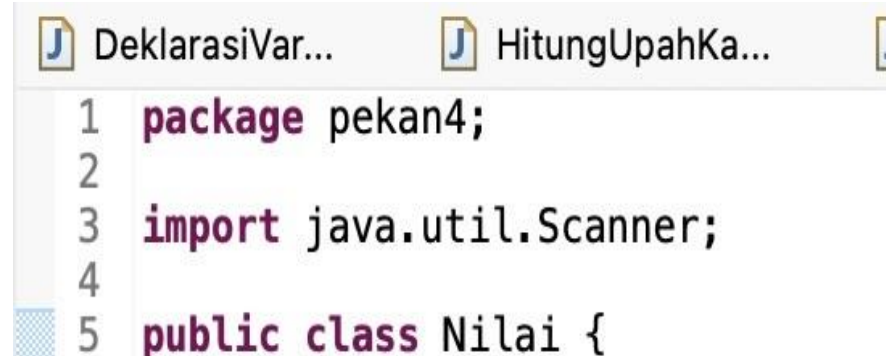 DeklarasiVar... HitungUpahKa...
1 package pekan4;
2
3 import java.util.Scanner;
4
5 public class Nilai {